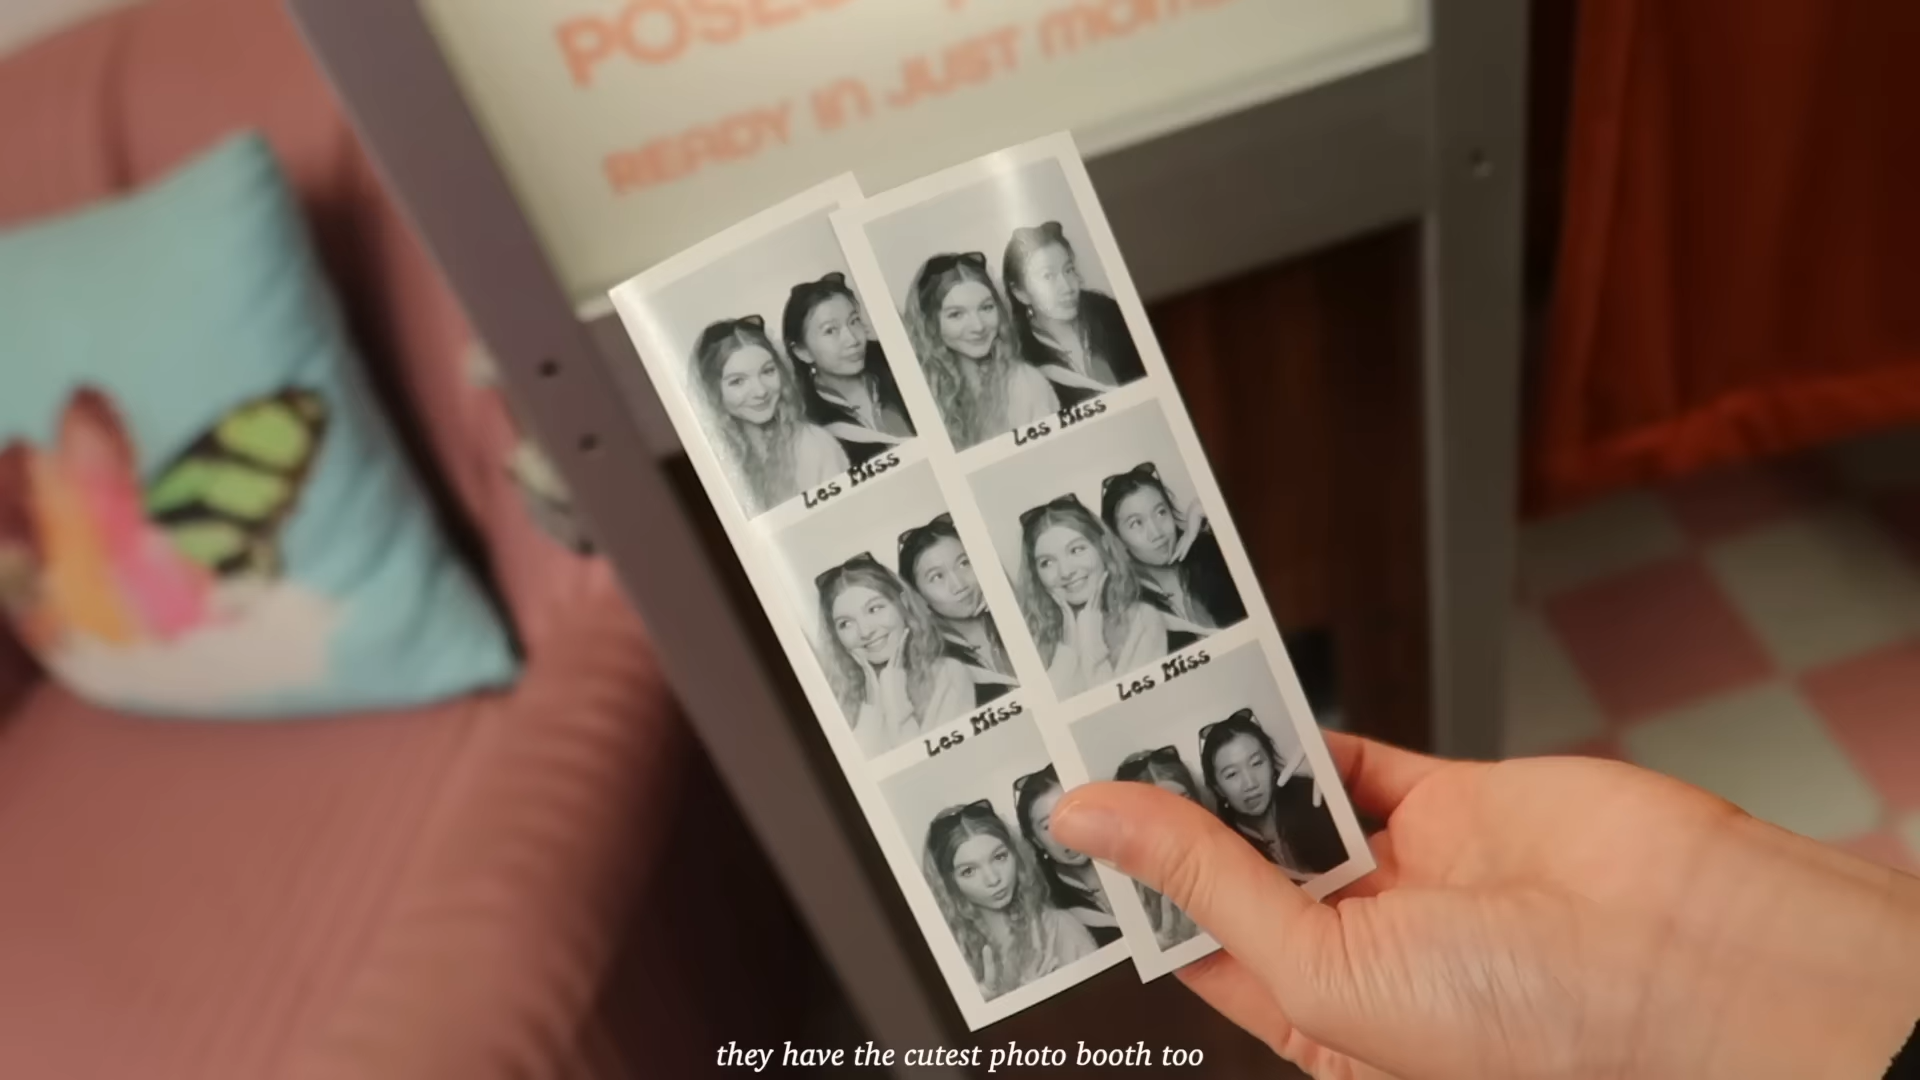 POSES
READY in JUST mom
Les Miss
Les Miss
Les Miss
Les Miss
they have the cutest photo booth too